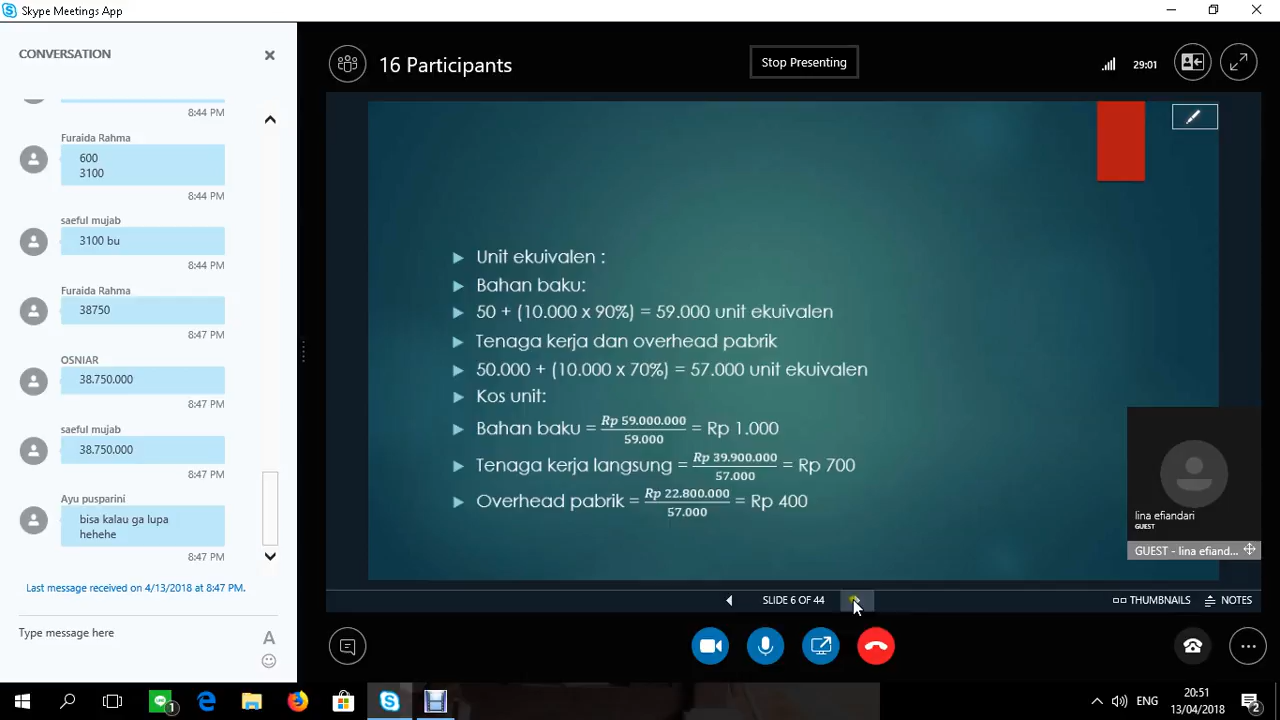 Skype Meetings App
CONVERSATION
8:44 PM
Furaida Rahma
600
3100
8:44 PM
saeful mujab
3100 bu
8:44 PM
Furaida Rahma
38750
8:47 PM
OSNIAR
38.750.000
8:47 PM
saeful mujab
38.750.000
8:47 PM
Ayu pusparini
bisa kalau ga lupa
hehehe
8:47 PM
Last message received on 4/13/2018 at 8:47 PM.
Type message here
A
16 Participants
Stop Presenting
29:01
Unit ekuivalen :
Bahan baku:
50 + (10.000 x 90%) = 59.000 unit ekuivalen
Tenaga kerja dan overhead pabrik
50.000 + (10.000 x 70%) = 57.000 unit ekuivalen
Kos unit:
Bahan baku = Rp 59.000.000 / 59.000 = Rp 1.000
Tenaga kerja langsung = Rp 39.900.000 / 57.000 = Rp 700
Overhead pabrik = Rp 22.800.000 / 57.000 = Rp 400
lina efiandari
GUEST
GUEST - lina efiand...
SLIDE 6 OF 44
THUMBNAILS
NOTES
1
ENG
20:51
13/04/2018
2